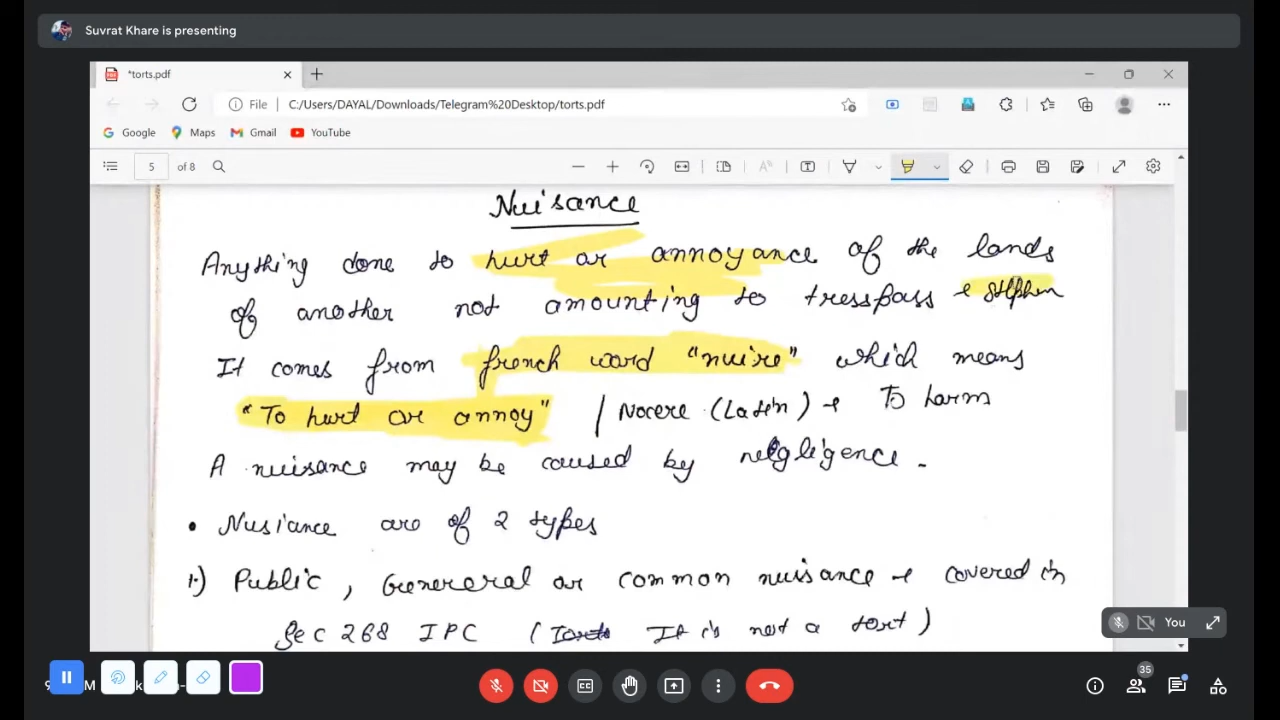 Suvrat Khare is presenting
*torts.pdf
File C:/Users/DAYAL/Downloads/Telegram%20Desktop/torts.pdf
Google Maps Gmail YouTube
5 of 8
Nuisance
Anything done to hurt or annoyance of the lands
of another not amounting to tresspass → Stephen
It comes from french word "nuire" which means
"To hurt or annoy" / Nocere (Latin) → To harm
A nuisance may be caused by neglgligence.
• Nusiance are of 2 types
1.) Public, Genereral or common nuisance → covered in
Sec 268 IPC (Torts It is not a tort)
You
35